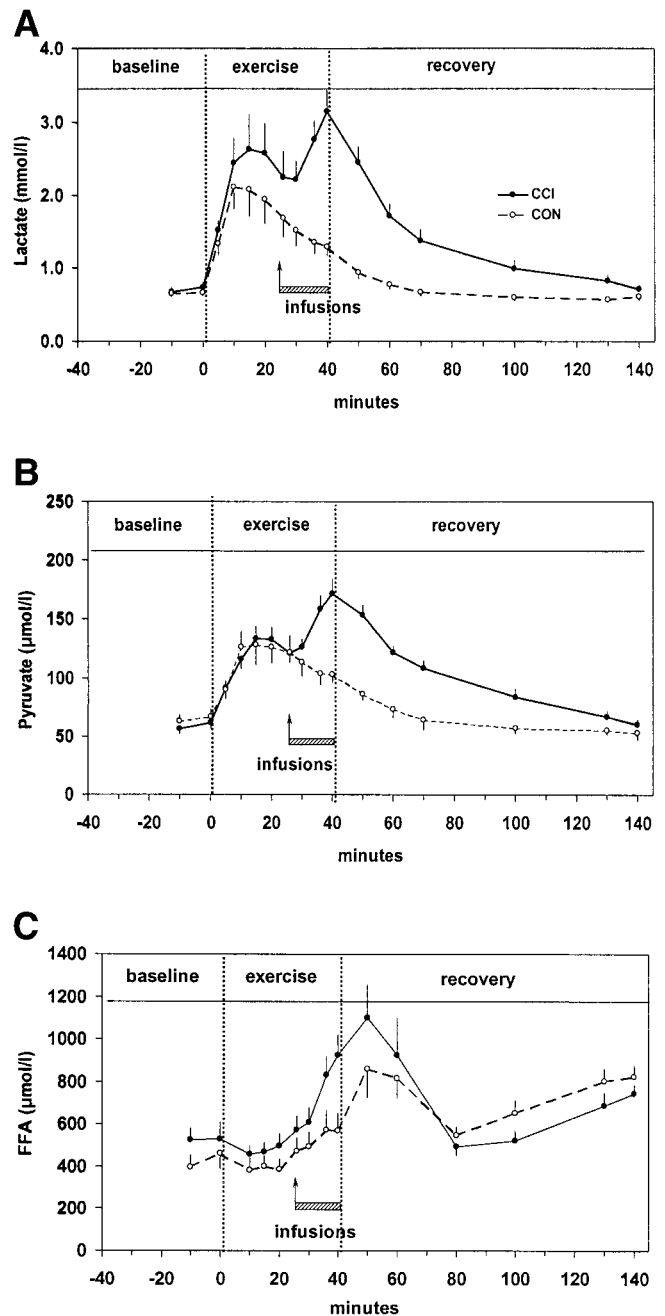 A
4.0
3.0
2.0
1.0
0.0
Lactate (mmol/l)
baseline exercise recovery
CCI
CON
infusions
-40 -20 0 20 40 60 80 100 120 140
minutes
B
250
200
150
100
50
0
Pyruvate (µmol/l)
baseline exercise recovery
infusions
-40 -20 0 20 40 60 80 100 120 140
minutes
C
1400
1200
1000
800
600
400
200
0
FFA (µmol/l)
baseline exercise recovery
infusions
-40 -20 0 20 40 60 80 100 120 140
minutes